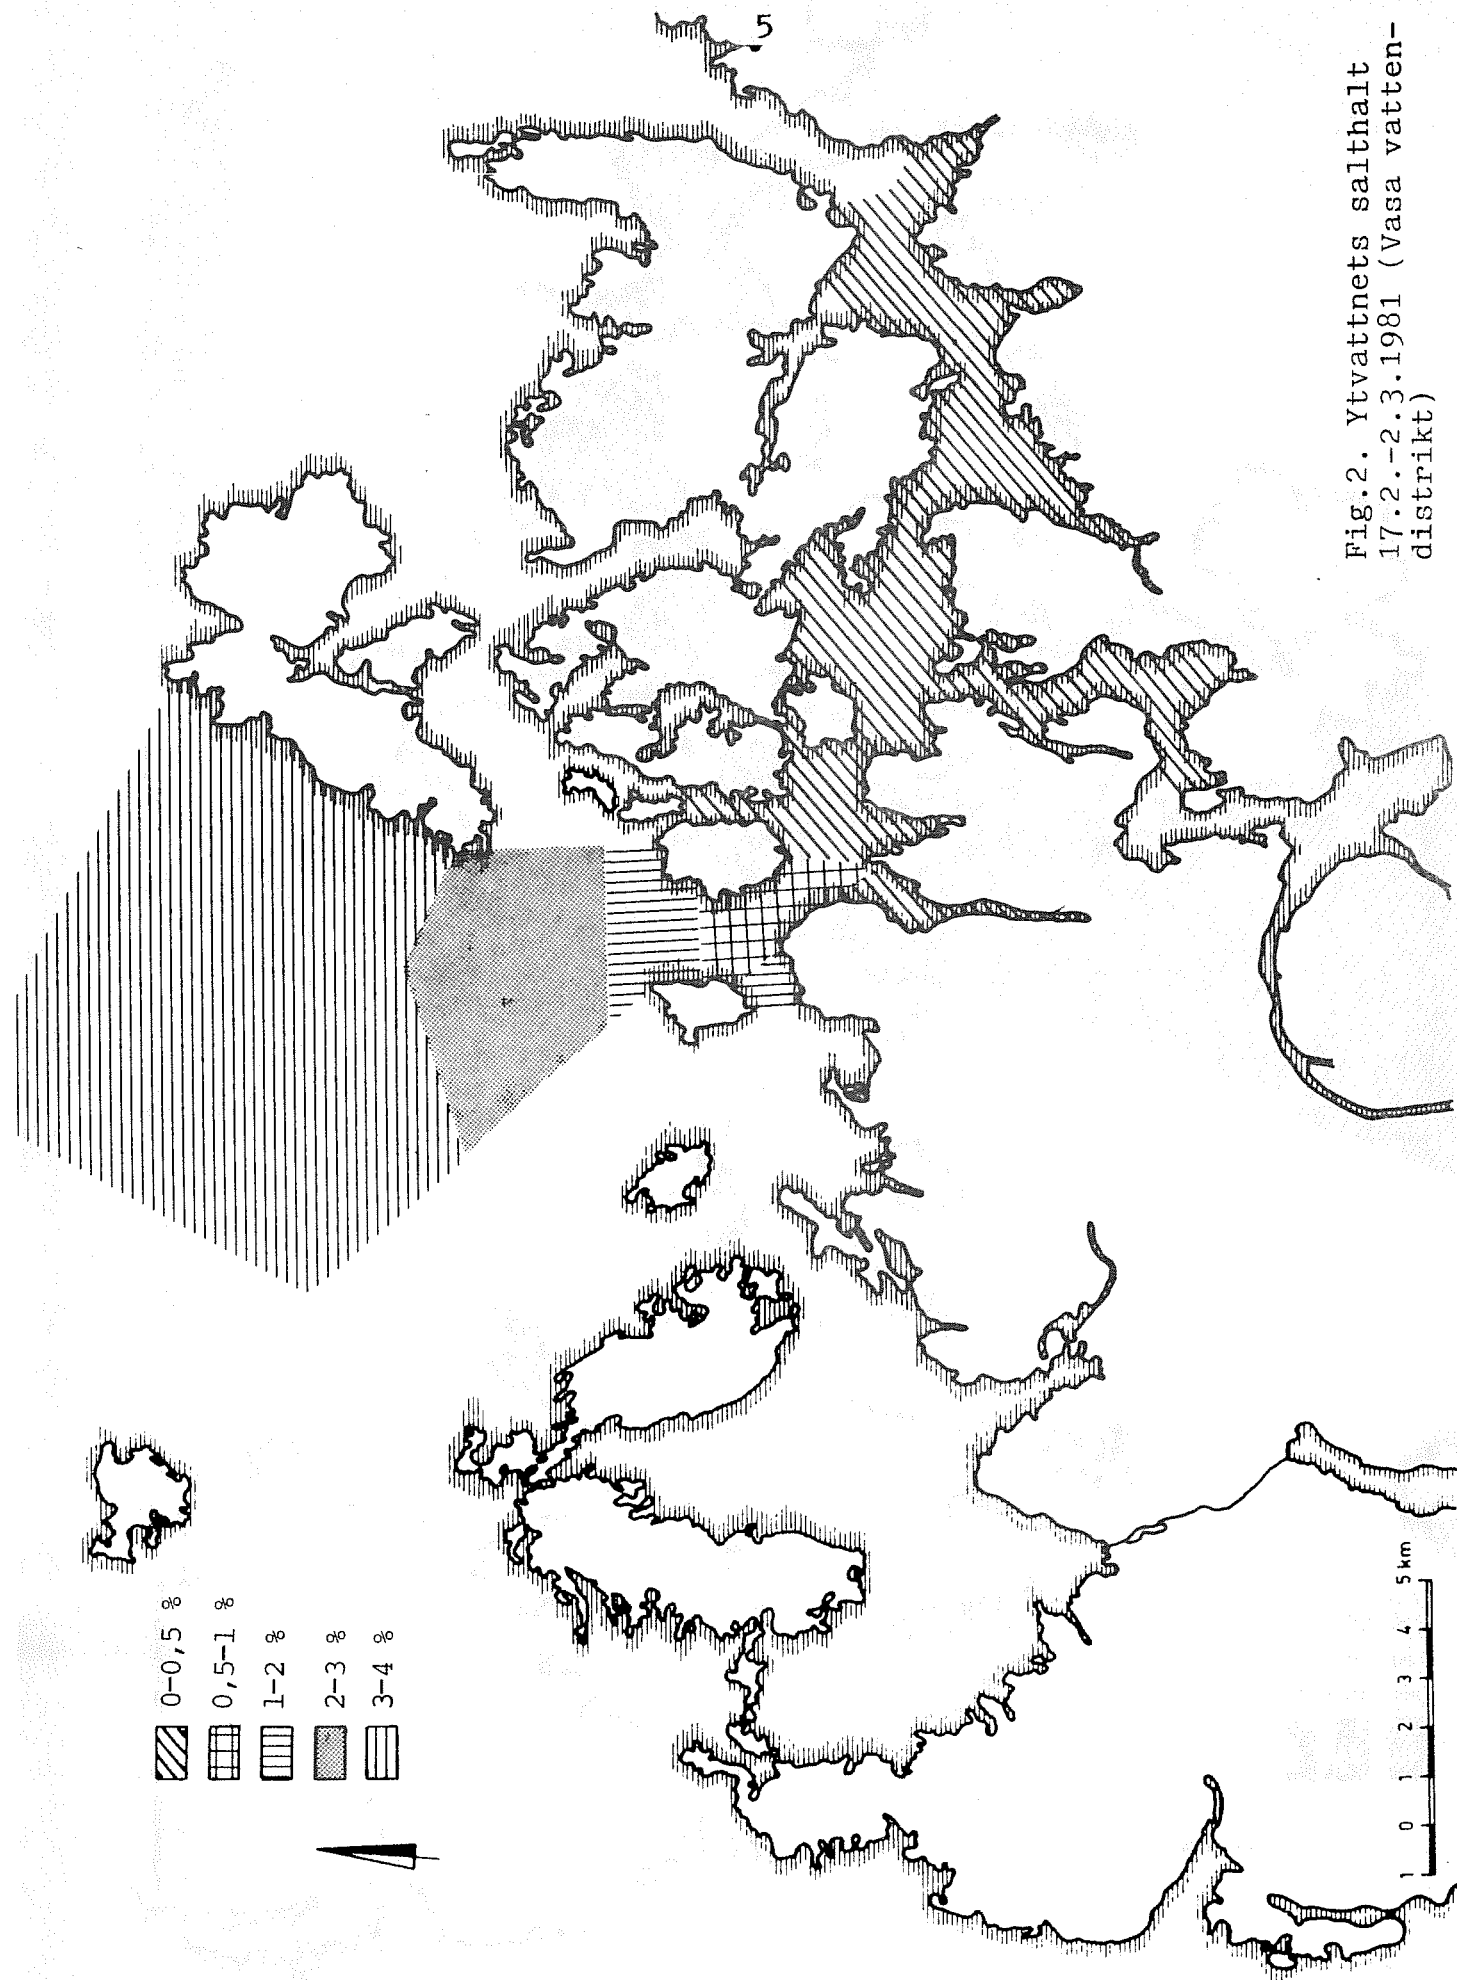 5
0-0,5 %
0,5-1 %
1-2 %
2-3 %
3-4 %
1 0 1 2 3 4 5 km
Fig.2. Ytvattnets salthalt
17.2.-2.3.1981 (Vasa vatten-
distrikt)